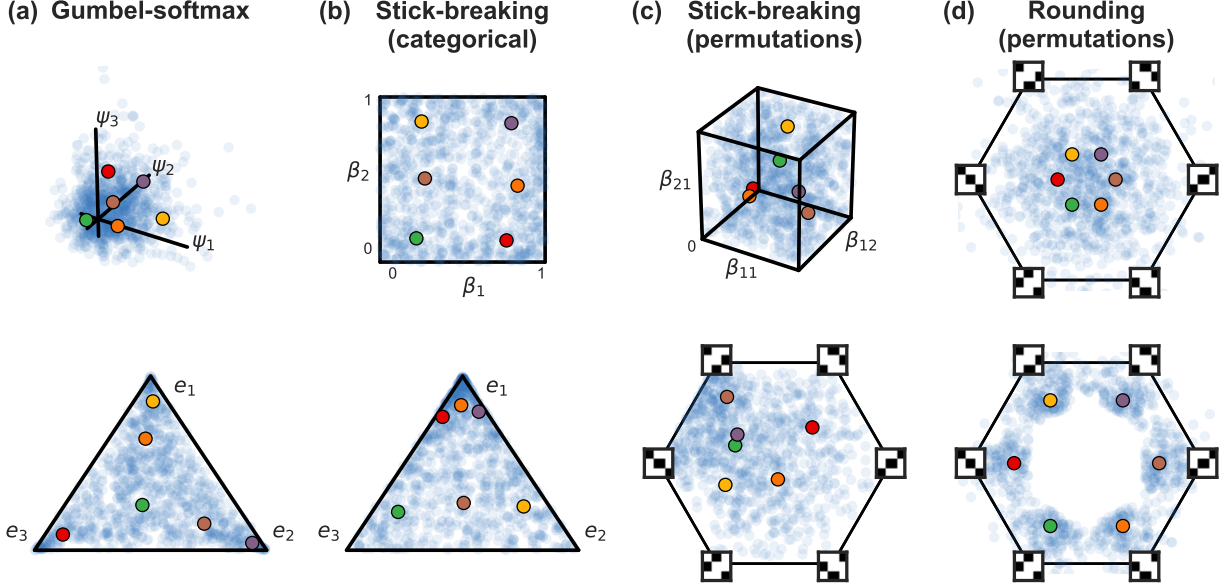 (a) Gumbel-softmax
(b) Stick-breaking
(categorical)
(c) Stick-breaking
(permutations)
(d) Rounding
(permutations)
ψ3
ψ2
ψ1
1
β2
0
0
1
β1
β21
0
β11
β12
e1
e3
e2
e1
e3
e2